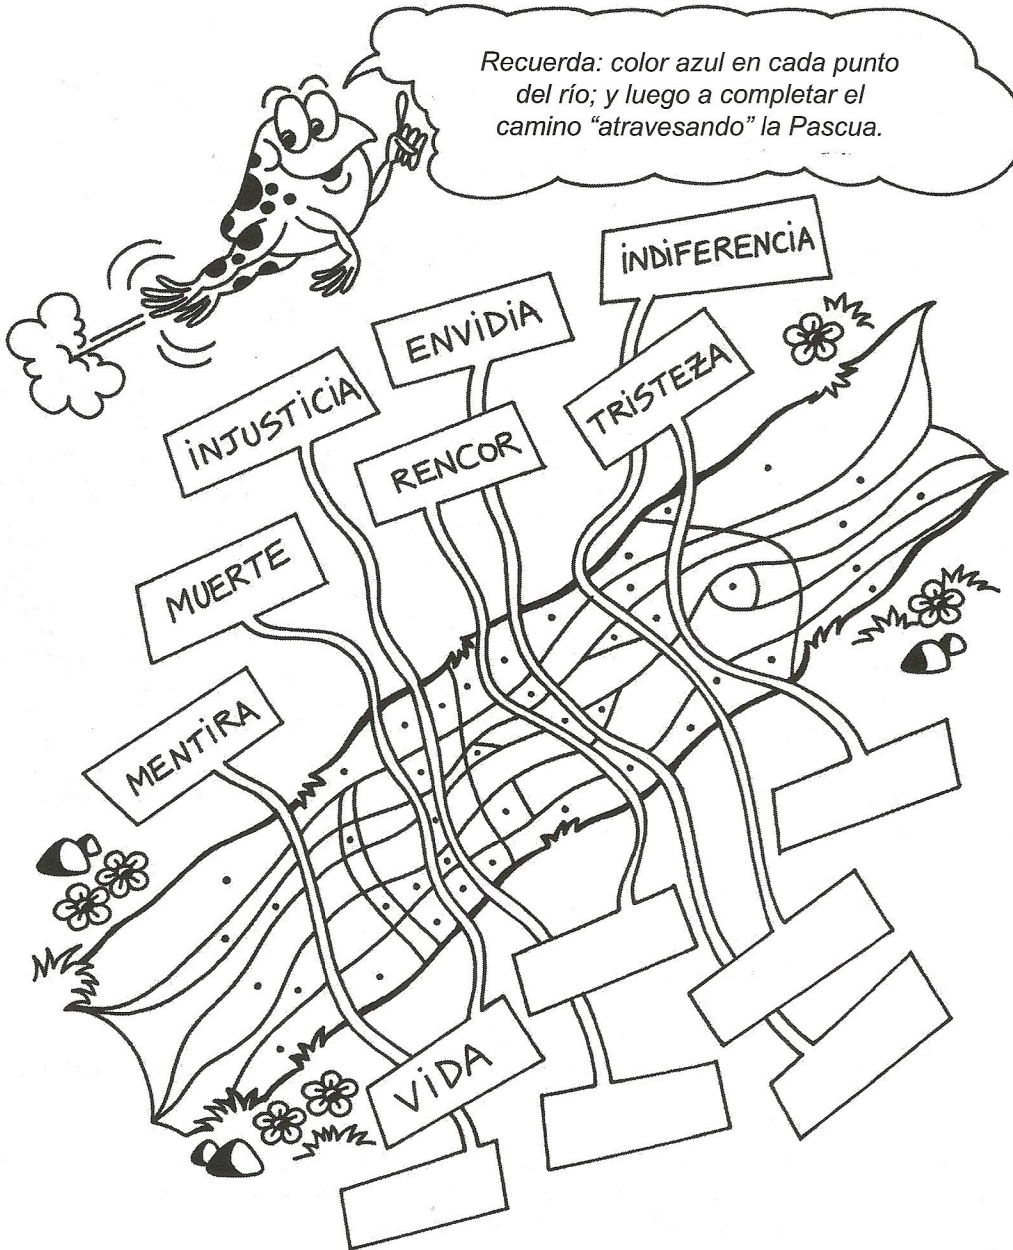 Recuerda: color azul en cada punto
del río; y luego a completar el
camino “atravesando” la Pascua.
INDIFERENCIA
ENVIDIA
TRISTEZA
INJUSTICIA
RENCOR
MUERTE
MENTIRA
VIDA